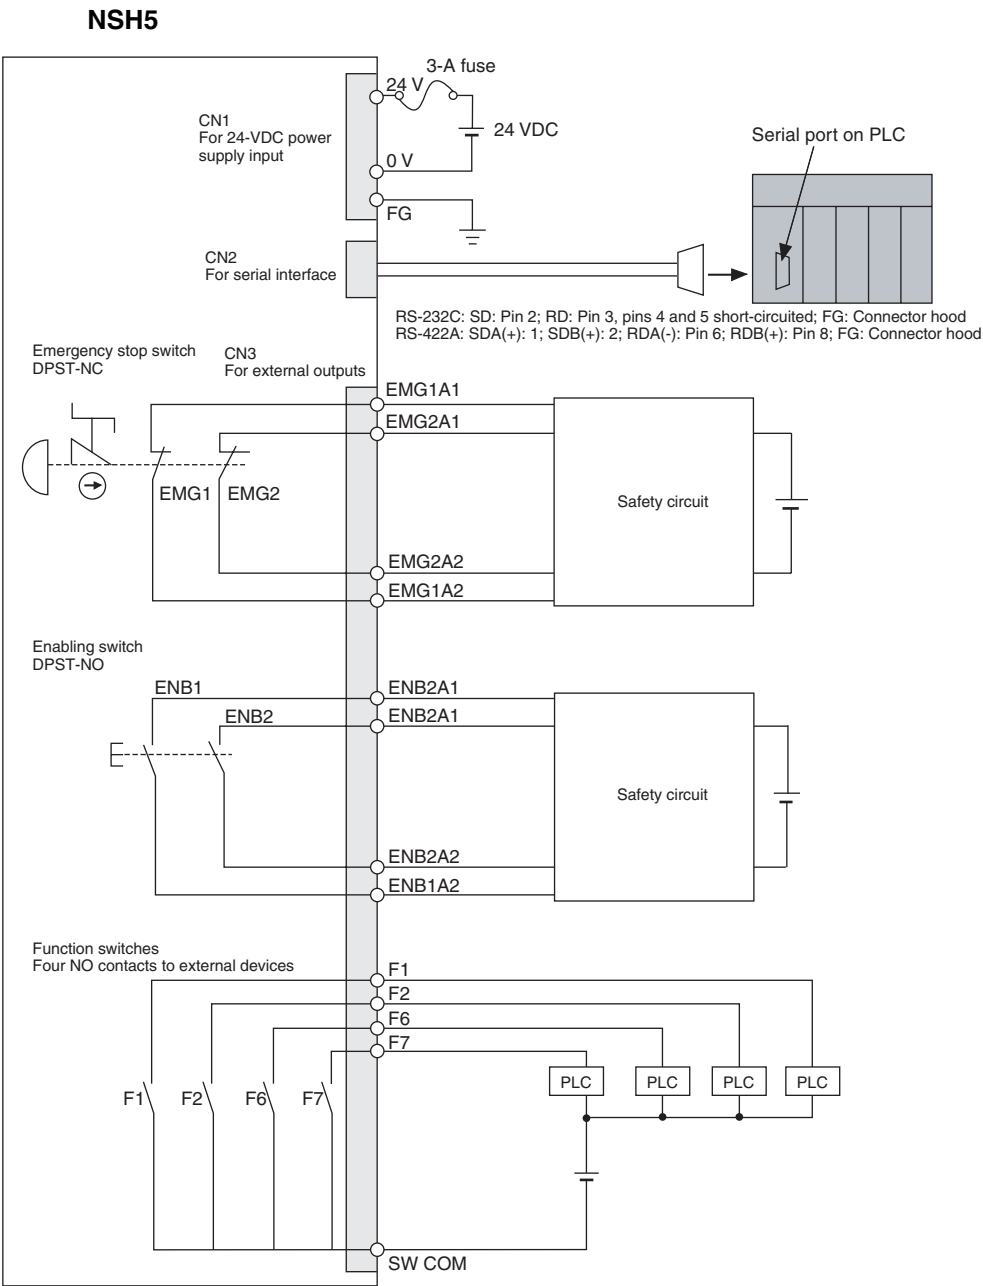 NSH5
3-A fuse
24 V
CN1
For 24-VDC power
supply input
24 VDC
0 V
FG
Serial port on PLC
CN2
For serial interface
RS-232C: SD: Pin 2; RD: Pin 3, pins 4 and 5 short-circuited; FG: Connector hood
RS-422A: SDA(+): 1; SDB(+): 2; RDA(-): Pin 6; RDB(+): Pin 8; FG: Connector hood
Emergency stop switch
DPST-NC
CN3
For external outputs
EMG1A1
EMG2A1
EMG1
EMG2
Safety circuit
EMG2A2
EMG1A2
Enabling switch
DPST-NO
ENB1
ENB2A1
ENB2
ENB2A1
Safety circuit
ENB2A2
ENB1A2
Function switches
Four NO contacts to external devices
F1
F2
F6
F7
PLC
PLC
PLC
PLC
F1
F2
F6
F7
SW COM